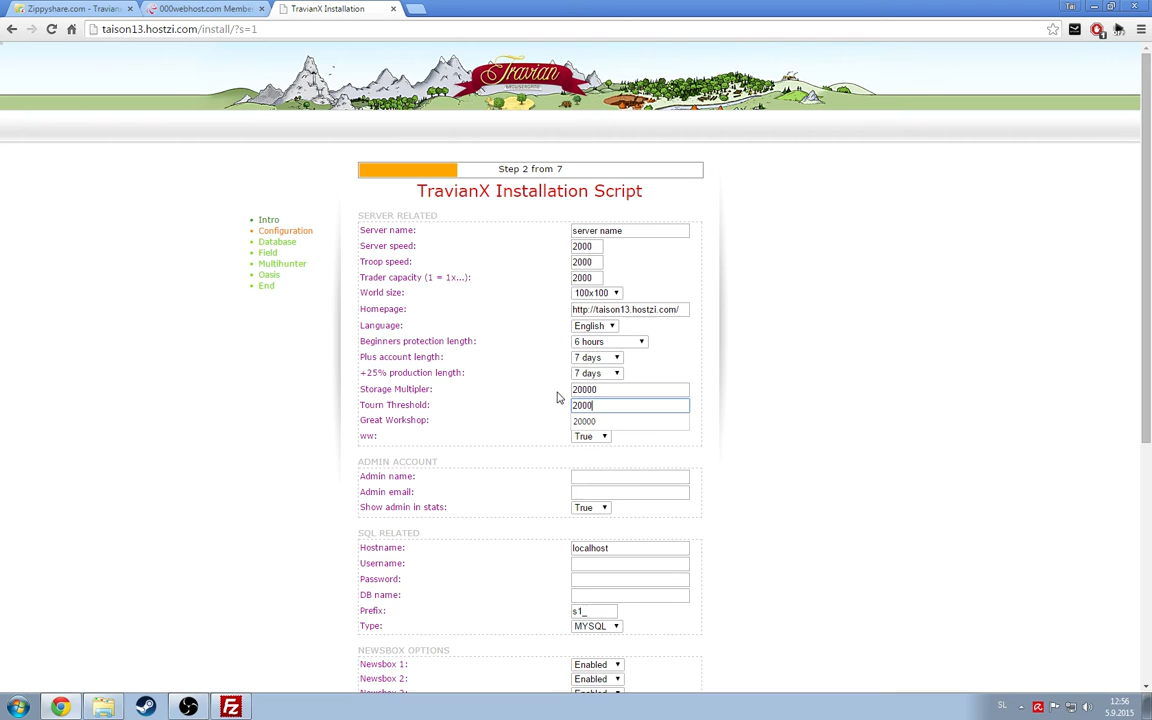 Zippyshare.com - Travian
000webhost.com Membe
TravianX Installation
Tai
taison13.hostzi.com/install/?s=1
Travian
Step 2 from 7
TravianX Installation Script
Intro
Configuration
Database
Field
Multihunter
Oasis
End
SERVER RELATED
Server name: server name
Server speed: 2000
Troop speed: 2000
Trader capacity (1 = 1x...): 2000
World size: 100x100
Homepage: http://taison13.hostzi.com/
Language: English
Beginners protection length: 6 hours
Plus account length: 7 days
+25% production length: 7 days
Storage Multipler: 20000
Tourn Threshold: 2000
Great Workshop: 20000
ww: True
ADMIN ACCOUNT
Admin name:
Admin email:
Show admin in stats: True
SQL RELATED
Hostname: localhost
Username:
Password:
DB name:
Prefix: s1_
Type: MYSQL
NEWSBOX OPTIONS
Newsbox 1: Enabled
Newsbox 2: Enabled
SL
12:56
5.9.2015